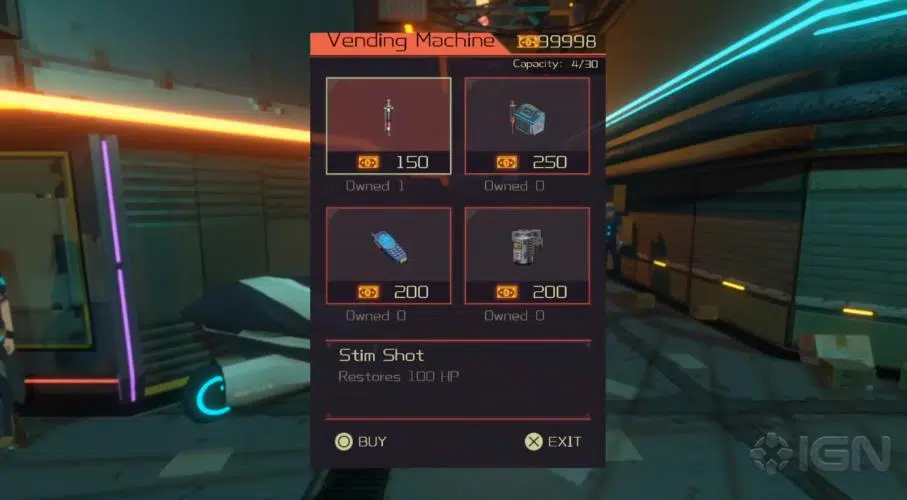 Vending Machine 99998
Capacity: 4/30
150 250
Owned 1 Owned 0
200 200
Owned 0 Owned 0
Stim Shot
Restores 100 HP
BUY EXIT
IGN